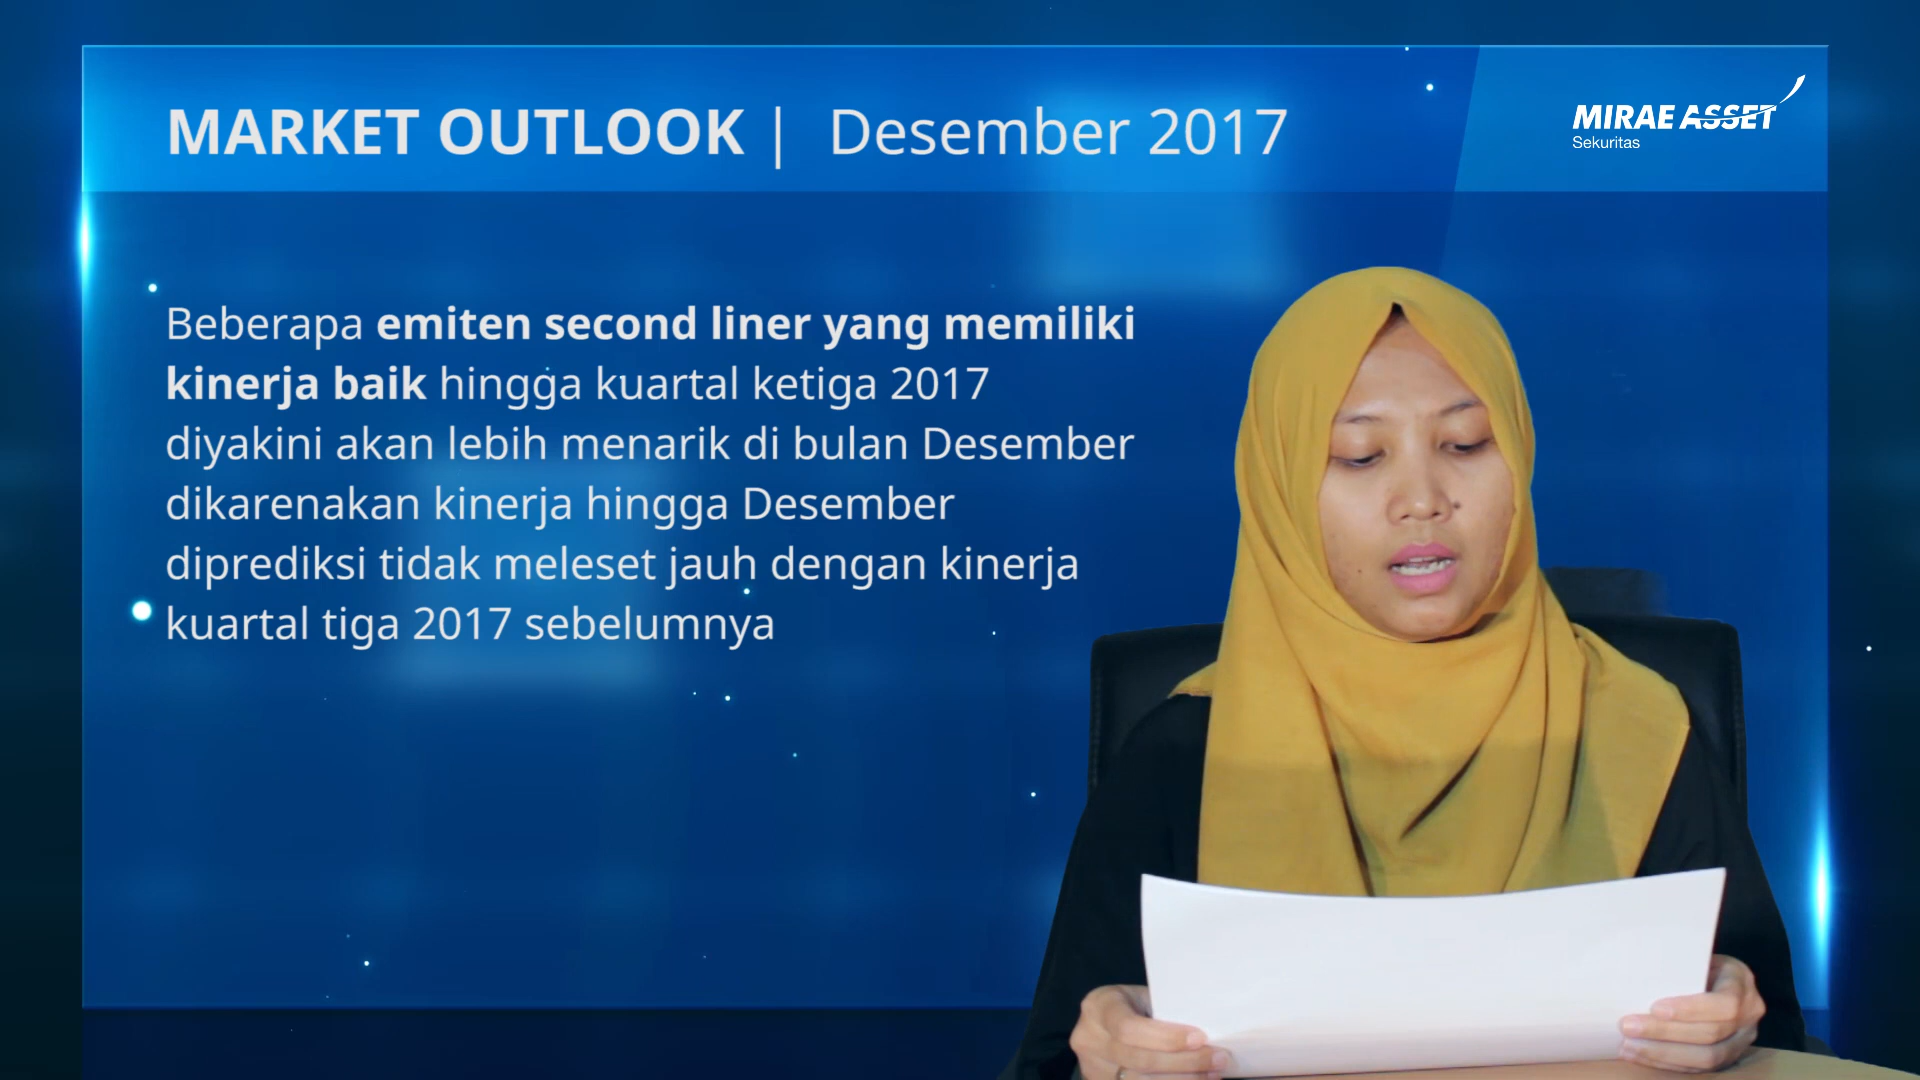 MARKET OUTLOOK | Desember 2017
MIRAE ASSET
Sekuritas
Beberapa emiten second liner yang memiliki
kinerja baik hingga kuartal ketiga 2017
diyakini akan lebih menarik di bulan Desember
dikarenakan kinerja hingga Desember
diprediksi tidak meleset jauh dengan kinerja
kuartal tiga 2017 sebelumnya